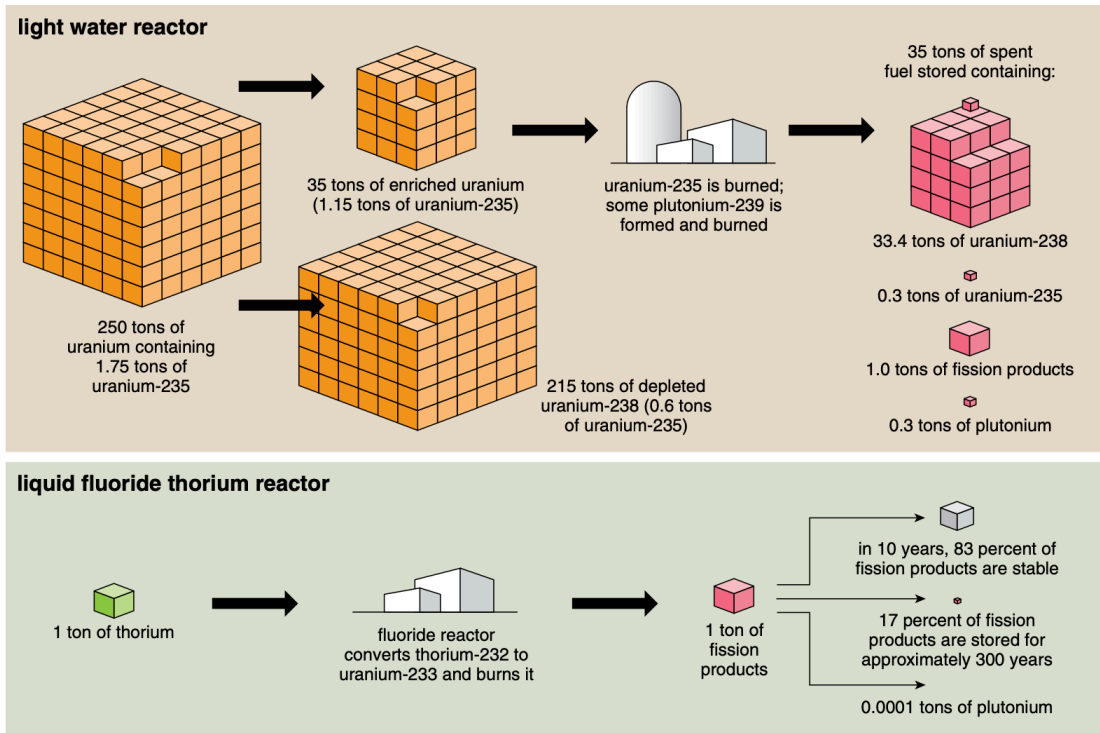 light water reactor
35 tons of enriched uranium
(1.15 tons of uranium-235)
250 tons of
uranium containing
1.75 tons of
uranium-235
215 tons of depleted
uranium-238 (0.6 tons
of uranium-235)
uranium-235 is burned;
some plutonium-239 is
formed and burned
35 tons of spent
fuel stored containing:
33.4 tons of uranium-238
0.3 tons of uranium-235
1.0 tons of fission products
0.3 tons of plutonium
liquid fluoride thorium reactor
1 ton of thorium
fluoride reactor
converts thorium-232 to
uranium-233 and burns it
1 ton of
fission
products
in 10 years, 83 percent of
fission products are stable
17 percent of fission
products are stored for
approximately 300 years
0.0001 tons of plutonium